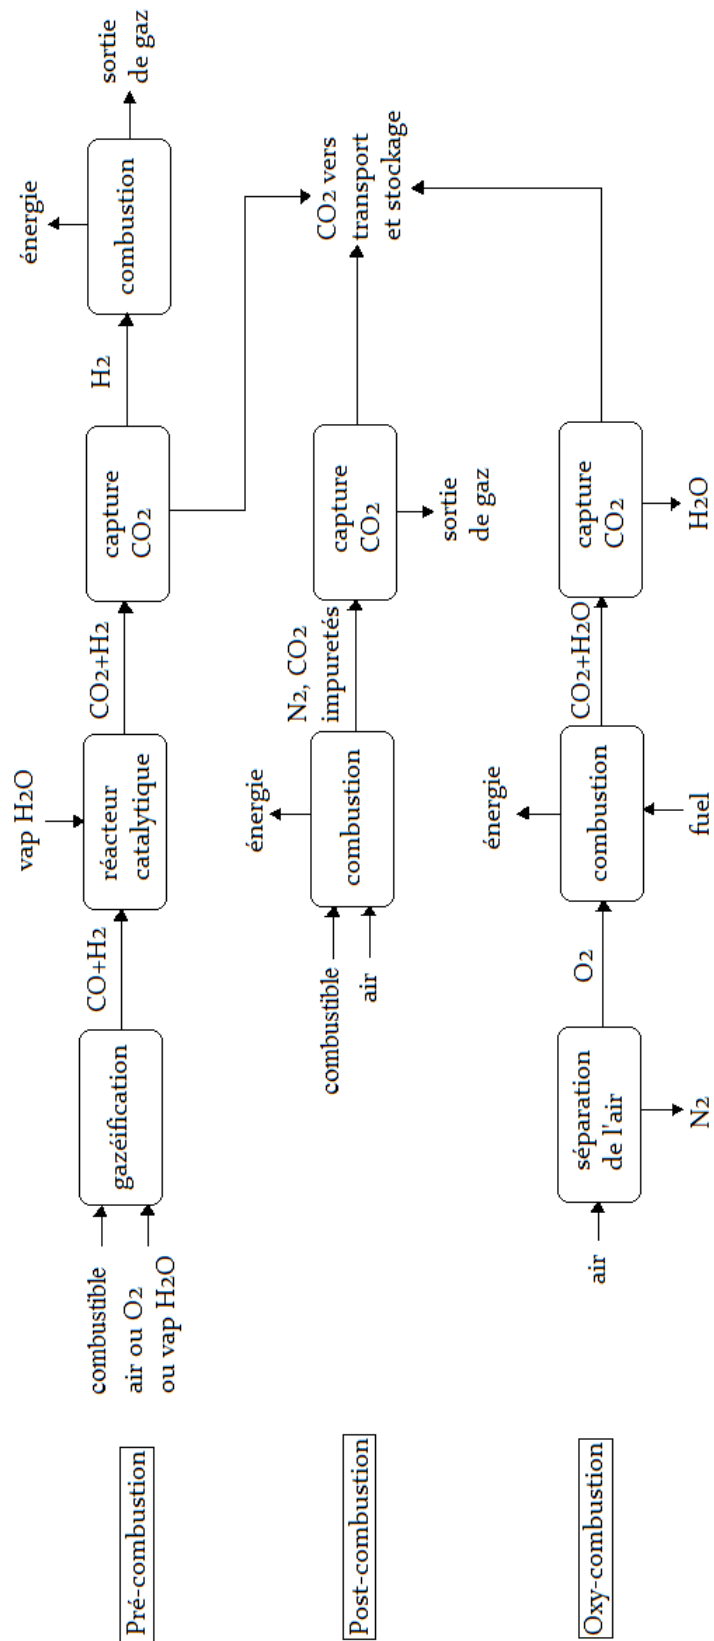 Pré-combustion
combustible
air ou O2
ou vap H2O
gazéification
CO+H2
vap H2O
réacteur
catalytique
CO2+H2
capture
CO2
H2
énergie
combustion
sortie
de gaz
Post-combustion
combustible
air
énergie
combustion
N2, CO2
impuretés
capture
CO2
sortie
de gaz
CO2 vers
transport
et stockage
Oxy-combustion
air
séparation
de l'air
N2
O2
énergie
combustion
fuel
CO2+H2O
capture
CO2
H2O